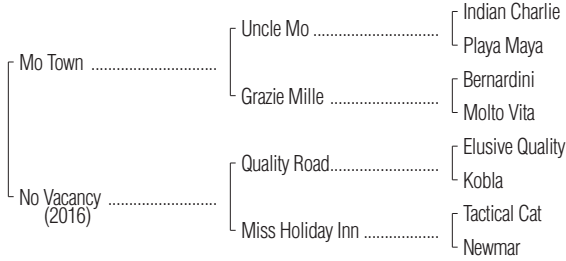 Indian Charlie
Uncle Mo ................................
Playa Maya
Mo Town ................................
Bernardini
Grazie Mille ............................
Molto Vita
Elusive Quality
Quality Road............................
Kobla
No Vacancy ............................
(2016)
Tactical Cat
Miss Holiday Inn ...................
Newmar